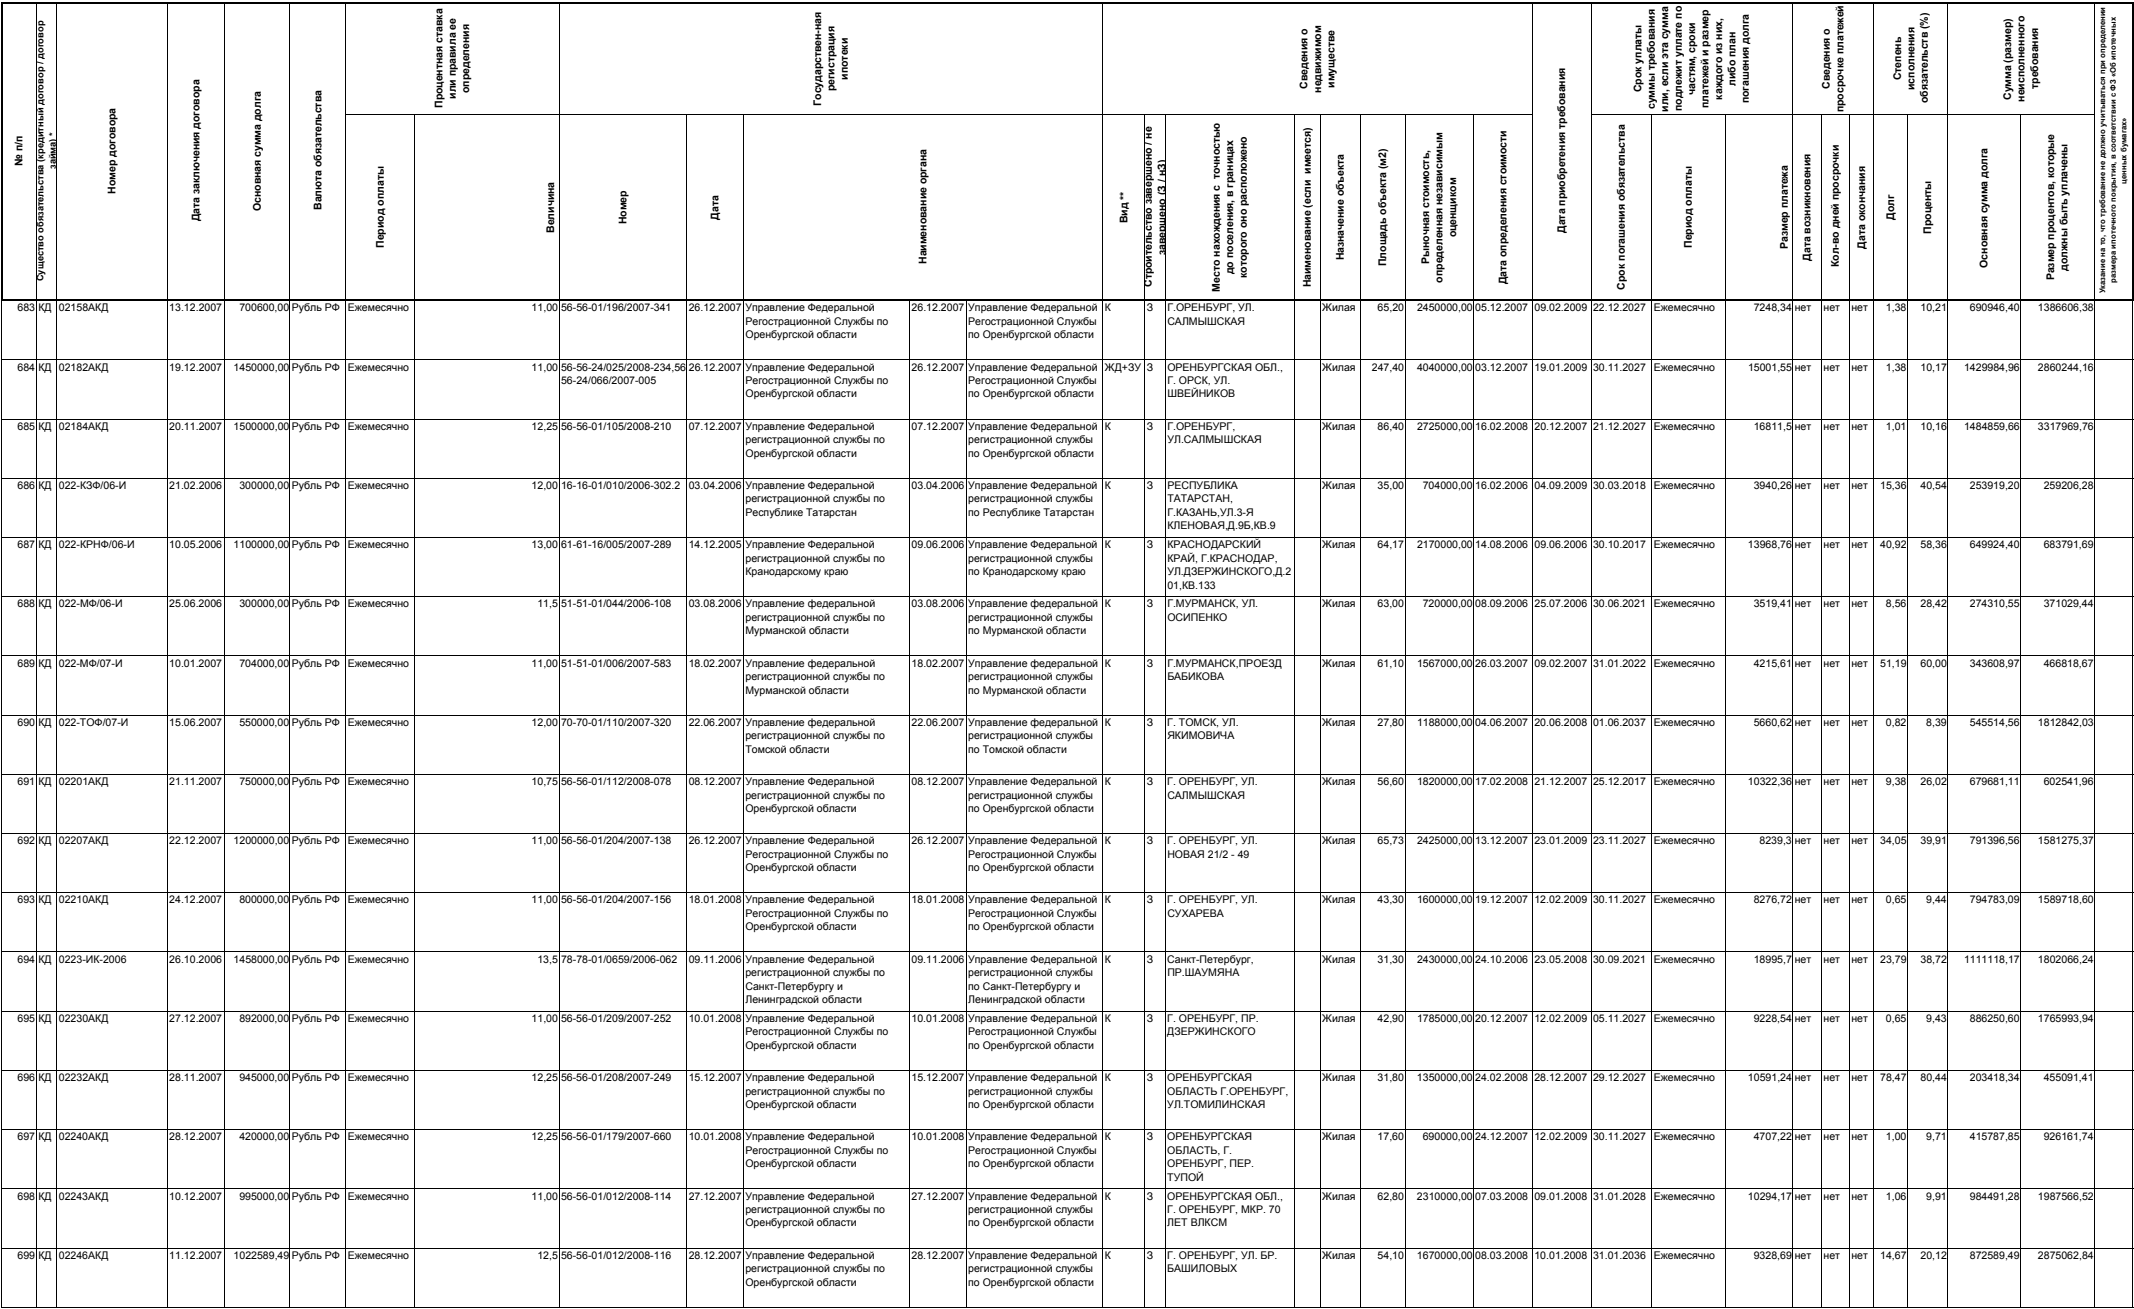 № п/п
Существо обязательства (кредитный договор / договор займа) *
Номер договора
Дата заключения договора
Основная сумма долга
Валюта обязательства
Процентная ставка или правила ее определения
Период оплаты
Величина
Государствен-ная регистрация ипотеки
Номер
Дата
Наименование органа
Сведения о недвижимом имуществе
Вид **
Строительство завершено / не завершено (З / нЗ)
Место нахождения с точностью до поселения, в границах которого оно расположено
Наименование (если имеется)
Назначение объекта
Площадь объекта (м2)
Рыночная стоимость, определенная независимым оценщиком
Дата определения стоимости
Дата приобретения требования
Срок уплаты суммы требования или, если эта сумма подлежит уплате по частям, сроки платежей и размер каждого из них, либо план погашения долга
Срок погашения обязательства
Период оплаты
Размер платежа
Сведения о просрочке платежей
Дата возникновения
Кол-во дней просрочки
Дата окончания
Степень исполнения обязательств (%)
Долг
Проценты
Сумма (размер) неисполненного требования
Основная сумма долга
Размер процентов, которые должны быть уплачены
Указание на то, что требование не должно учитываться при определении размера ипотечного покрытия, в соответствии с ФЗ «Об ипотечных ценных бумагах»
683 КД 02158АКД 13.12.2007 700600,00 Рубль РФ Ежемесячно 11,00 56-56-01/196/2007-341 26.12.2007 Управление Федеральной Регострационной Службы по Оренбургской области 26.12.2007 Управление Федеральной Регострационной Службы по Оренбургской области К З Г.ОРЕНБУРГ, УЛ. САЛМЫШСКАЯ Жилая 65,20 2450000,00 05.12.2007 09.02.2009 22.12.2027 Ежемесячно 7248,34 нет нет нет 1,38 10,21 690946,40 1386606,38
684 КД 02182АКД 19.12.2007 1450000,00 Рубль РФ Ежемесячно 11,00 56-56-24/025/2008-234,56 56-24/066/2007-005 26.12.2007 Управление Федеральной Регострационной Службы по Оренбургской области 26.12.2007 Управление Федеральной Регострационной Службы по Оренбургской области ЖД+ЗУ З ОРЕНБУРГСКАЯ ОБЛ., Г. ОРСК, УЛ. ШВЕЙНИКОВ Жилая 247,40 4040000,00 03.12.2007 19.01.2009 30.11.2027 Ежемесячно 15001,55 нет нет нет 1,38 10,17 1429984,96 2860244,16
685 КД 02184АКД 20.11.2007 1500000,00 Рубль РФ Ежемесячно 12,25 56-56-01/105/2008-210 07.12.2007 Управление Федеральной регистрационной службы по Оренбургской области 07.12.2007 Управление Федеральной регистрационной службы по Оренбургской области К З Г.ОРЕНБУРГ, УЛ.САЛМЫШСКАЯ Жилая 86,40 2725000,00 16.02.2008 20.12.2007 21.12.2027 Ежемесячно 16811,5 нет нет нет 1,01 10,16 1484859,66 3317969,76
686 КД 022-КЗФ/06-И 21.02.2006 300000,00 Рубль РФ Ежемесячно 12,00 16-16-01/010/2006-302.2 03.04.2006 Управление Федеральной регистрационной службы по Республике Татарстан 03.04.2006 Управление Федеральной регистрационной службы по Республике Татарстан К З РЕСПУБЛИКА ТАТАРСТАН, Г.КАЗАНЬ,УЛ.3-Я КЛЕНОВАЯ,Д.9Б,КВ.9 Жилая 35,00 704000,00 16.02.2006 04.09.2009 30.03.2018 Ежемесячно 3940,26 нет нет нет 15,36 40,54 253919,20 259206,28
687 КД 022-КРНФ/06-И 10.05.2006 1100000,00 Рубль РФ Ежемесячно 13,00 61-61-16/005/2007-289 14.12.2005 Управление Федеральной регистрационной службы по Кранодарскому краю 09.06.2006 Управление Федеральной регистрационной службы по Кранодарскому краю К З КРАСНОДАРСКИЙ КРАЙ, Г.КРАСНОДАР, УЛ.ДЗЕРЖИНСКОГО,Д.2 01,КВ.133 Жилая 64,17 2170000,00 14.08.2006 09.06.2006 30.10.2017 Ежемесячно 13968,76 нет нет нет 40,92 58,36 649924,40 683791,69
688 КД 022-МФ/06-И 25.06.2006 300000,00 Рубль РФ Ежемесячно 11,5 51-51-01/044/2006-108 03.08.2006 Управление Федеральной регистрационной службы по Мурманской области 03.08.2006 Управление Федеральной регистрационной службы по Мурманской области К З Г.МУРМАНСК, УЛ. ОСИПЕНКО Жилая 63,00 720000,00 08.09.2006 25.07.2006 30.06.2021 Ежемесячно 3519,41 нет нет нет 8,56 28,42 274310,55 371029,44
689 КД 022-МФ/07-И 10.01.2007 704000,00 Рубль РФ Ежемесячно 11,00 51-51-01/006/2007-583 18.02.2007 Управление Федеральной регистрационной службы по Мурманской области 18.02.2007 Управление Федеральной регистрационной службы по Мурманской области К З Г.МУРМАНСК,ПРОЕЗД БАБИКОВА Жилая 61,10 1567000,00 26.03.2007 09.02.2007 31.01.2022 Ежемесячно 4215,61 нет нет нет 51,19 60,00 343608,97 466818,67
690 КД 022-ТОФ/07-И 15.06.2007 550000,00 Рубль РФ Ежемесячно 12,00 70-70-01/110/2007-320 22.06.2007 Управление федеральной регистрационной службы по Томской области 22.06.2007 Управление федеральной регистрационной службы по Томской области К З Г. ТОМСК, УЛ. ЯКИМОВИЧА Жилая 27,80 1188000,00 04.06.2007 20.06.2008 01.06.2037 Ежемесячно 5660,62 нет нет нет 0,82 8,39 545514,56 1812842,03
691 КД 02201АКД 21.11.2007 750000,00 Рубль РФ Ежемесячно 10,75 56-56-01/112/2008-078 08.12.2007 Управление Федеральной регистрационной службы по Оренбургской области 08.12.2007 Управление Федеральной регистрационной службы по Оренбургской области К З Г. ОРЕНБУРГ, УЛ. САЛМЫШСКАЯ Жилая 56,60 1820000,00 17.02.2008 21.12.2007 25.12.2017 Ежемесячно 10322,36 нет нет нет 9,38 26,02 679681,11 602541,96
692 КД 02207АКД 22.12.2007 1200000,00 Рубль РФ Ежемесячно 11,00 56-56-01/204/2007-138 26.12.2007 Управление Федеральной Регострационной Службы по Оренбургской области 26.12.2007 Управление Федеральной Регострационной Службы по Оренбургской области К З Г. ОРЕНБУРГ, УЛ. НОВАЯ 21/2 - 49 Жилая 65,73 2425000,00 13.12.2007 23.01.2009 23.11.2027 Ежемесячно 8239,3 нет нет нет 34,05 39,91 791396,56 1581275,37
693 КД 02210АКД 24.12.2007 800000,00 Рубль РФ Ежемесячно 11,00 56-56-01/204/2007-156 18.01.2008 Управление Федеральной Регострационной Службы по Оренбургской области 18.01.2008 Управление Федеральной Регострационной Службы по Оренбургской области К З Г. ОРЕНБУРГ, УЛ. СУХАРЕВА Жилая 43,30 1600000,00 19.12.2007 12.02.2009 30.11.2027 Ежемесячно 8276,72 нет нет нет 0,65 9,44 794783,09 1589718,60
694 КД 0223-ИК-2006 26.10.2006 1458000,00 Рубль РФ Ежемесячно 13,5 78-78-01/0659/2006-062 09.11.2006 Управление Федеральной регистрационной службы по Санкт-Петербургу и Ленинградской области 09.11.2006 Управление Федеральной регистрационной службы по Санкт-Петербургу и Ленинградской области К З Санкт-Петербург, ПР.ШАУМЯНА Жилая 31,30 2430000,00 24.10.2006 23.05.2008 30.09.2021 Ежемесячно 18995,7 нет нет нет 23,79 38,72 1111118,17 1802066,24
695 КД 02230АКД 27.12.2007 892000,00 Рубль РФ Ежемесячно 11,00 56-56-01/209/2007-252 10.01.2008 Управление Федеральной Регострационной Службы по Оренбургской области 10.01.2008 Управление Федеральной Регострационной Службы по Оренбургской области К З Г. ОРЕНБУРГ, ПР. ДЗЕРЖИНСКОГО Жилая 42,90 1785000,00 20.12.2007 12.02.2009 05.11.2027 Ежемесячно 9228,54 нет нет нет 0,65 9,43 886250,60 1765993,94
696 КД 02232АКД 28.11.2007 945000,00 Рубль РФ Ежемесячно 12,25 56-56-01/208/2007-249 15.12.2007 Управление Федеральной регистрационной службы по Оренбургской области 15.12.2007 Управление Федеральной регистрационной службы по Оренбургской области К З ОРЕНБУРГСКАЯ ОБЛАСТЬ Г.ОРЕНБУРГ, УЛ.ТОМИЛИНСКАЯ Жилая 31,80 1350000,00 24.02.2008 28.12.2007 29.12.2027 Ежемесячно 10591,24 нет нет нет 78,47 80,44 203418,34 455091,41
697 КД 02240АКД 28.12.2007 420000,00 Рубль РФ Ежемесячно 12,25 56-56-01/179/2007-660 10.01.2008 Управление Федеральной Регострационной Службы по Оренбургской области 10.01.2008 Управление Федеральной Регострационной Службы по Оренбургской области К З ОРЕНБУРГСКАЯ ОБЛАСТЬ, Г. ОРЕНБУРГ, ПЕР. ТУПОЙ Жилая 17,60 690000,00 24.12.2007 12.02.2009 30.11.2027 Ежемесячно 4707,22 нет нет нет 1,00 9,71 415787,85 926161,74
698 КД 02243АКД 10.12.2007 995000,00 Рубль РФ Ежемесячно 11,00 56-56-01/012/2008-114 27.12.2007 Управление Федеральной регистрационной службы по Оренбургской области 27.12.2007 Управление Федеральной регистрационной службы по Оренбургской области К З ОРЕНБУРГСКАЯ ОБЛ., Г. ОРЕНБУРГ, МКР. 70 ЛЕТ ВЛКСМ Жилая 62,80 2310000,00 07.03.2008 09.01.2008 31.01.2028 Ежемесячно 10294,17 нет нет нет 1,06 9,91 984491,28 1987566,52
699 КД 02246АКД 11.12.2007 1022589,49 Рубль РФ Ежемесячно 12,5 56-56-01/012/2008-116 28.12.2007 Управление Федеральной регистрационной службы по Оренбургской области 28.12.2007 Управление Федеральной регистрационной службы по Оренбургской области К З Г. ОРЕНБУРГ, УЛ. БР. БАШИЛОВЫХ Жилая 54,10 1670000,00 08.03.2008 10.01.2008 31.01.2036 Ежемесячно 9328,69 нет нет нет 14,67 20,12 872589,49 2875062,84